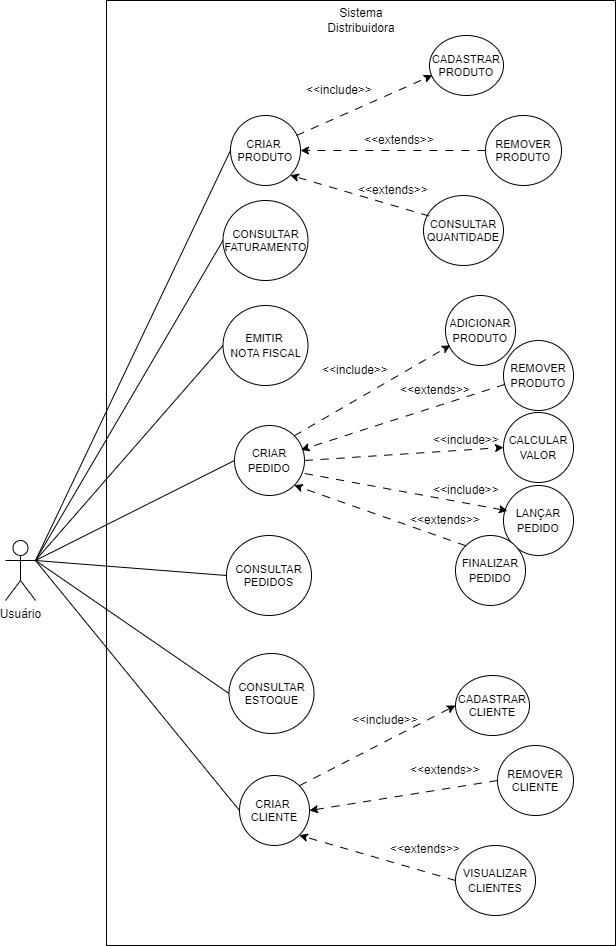 Sistema
Distribuidora
CADASTRAR
PRODUTO
<<include>>
CRIAR
PRODUTO
<<extends>>
REMOVER
PRODUTO
<<extends>>
CONSULTAR
QUANTIDADE
CONSULTAR
FATURAMENTO
EMITIR
NOTA FISCAL
ADICIONAR
PRODUTO
<<include>>
REMOVER
PRODUTO
<<extends>>
CRIAR
PEDIDO
<<include>>
CALCULAR
VALOR
<<include>>
LANÇAR
PEDIDO
<<extends>>
FINALIZAR
PEDIDO
CONSULTAR
PEDIDOS
Usuário
CONSULTAR
ESTOQUE
CADASTRAR
CLIENTE
<<include>>
<<extends>>
REMOVER
CLIENTE
CRIAR
CLIENTE
<<extends>>
VISUALIZAR
CLIENTES